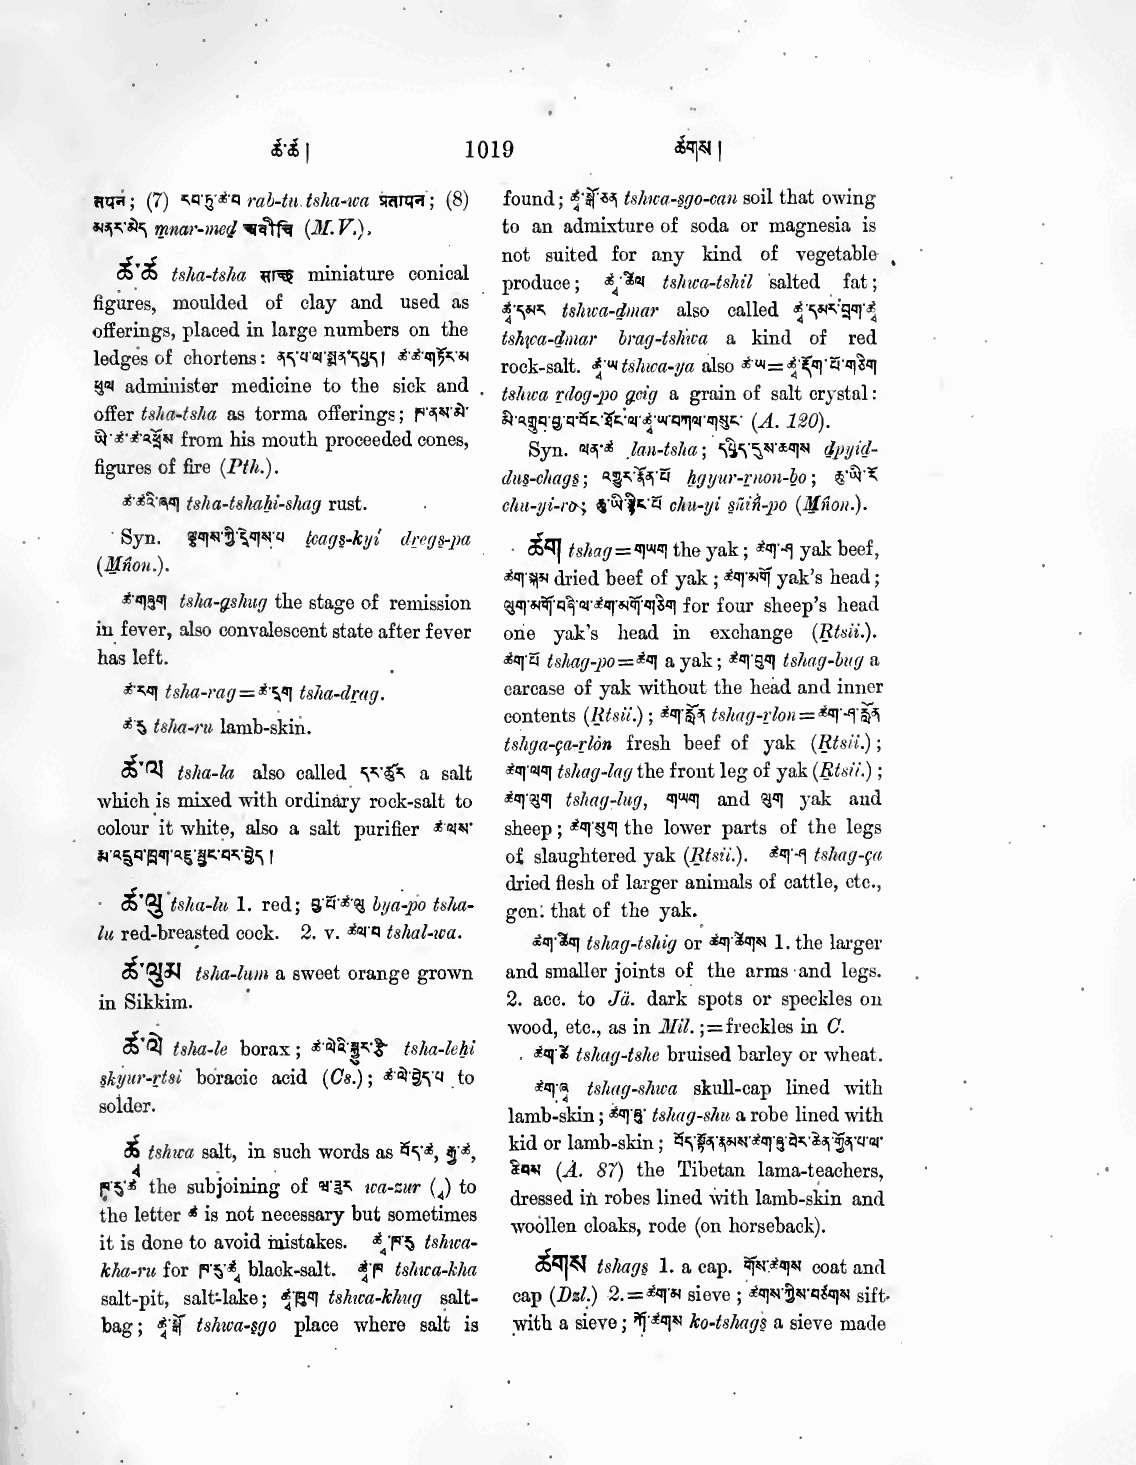 ཚ་ཚ། 1019 ཚགས།
तपन; (7) རབ་ཏུ་ཚ་བ rab-tu tsha-wa प्रतापन; (8)
མནར་མེད mnar-med अवीचि (M.V.).
ཚ་ཚ tsha-tsha साच्छ miniature conical
figures, moulded of clay and used as
offerings, placed in large numbers on the
ledges of chortens: ནད་པ་ལ་སྨན་དཔྱད། ཚ་ཚ་གཏོར་མ
ཕུལ administer medicine to the sick and
offer tsha-tsha as torma offerings; ཁ་ནས་མེ་
ཡི་ཚ་ཚ་འཕྲོས from his mouth proceeded cones,
figures of fire (Pth.).
ཚ་ཚའི་ཞག tsha-tshaḥi-shag rust.
Syn. ལྕགས་ཀྱི་དྲེགས་པ lcags-kyi dregs-pa
(Mṅon.).
ཚ་གཞུག tsha-gshug the stage of remission
in fever, also convalescent state after fever
has left.
ཚ་རག tsha-rag=ཚ་དྲག tsha-drag.
ཚ་རུ tsha-ru lamb-skin.
ཚ་ལ tsha-la also called དར་ཚུར a salt
which is mixed with ordinary rock-salt to
colour it white, also a salt purifier ཚ་ལས་
མ་འདྲུབ་ཁྲག་འཇུ་སྦྱང་བར་བྱེད །
ཚ་ལུ tsha-lu 1. red; བྱ་པོ་ཚ་ལུ bya-po tsha-
lu red-breasted cock. 2. v. ཚལ་བ tshal-wa.
ཚ་ལུམ tsha-lum a sweet orange grown
in Sikkim.
ཚ་ལེ tsha-le borax; ཚ་ལེའི་སྐྱུར་རྩི tsha-leḥi
skyur-rtsi boracic acid (Cs.); ཚ་ལེ་བྱེད་པ to
solder.
ཚྭ tshwa salt, in such words as བོད་ཚ, རྒྱ་ཚ,
ཁ་རུ་ཚ the subjoining of ཝ་ཟུར wa-zur (ྭ) to
the letter ཚ is not necessary but sometimes
it is done to avoid mistakes. ཚྭ་ཁ་རུ tshwa-
kha-ru for ཁ་རུ་ཚྭ black-salt. ཚྭ་ཁ tshwa-kha
salt-pit, salt-lake; ཚྭ་ཁུག tshwa-khug salt-
bag; ཚྭ་སྒོ tshwa-sgo place where salt is
found; ཚྭ་སྒོ་ཅན tshwa-sgo-can soil that owing
to an admixture of soda or magnesia is
not suited for any kind of vegetable
produce; ཚྭ་ཚིལ tshwa-tshil salted fat;
ཚྭ་དམར tshwa-dmar also called ཚྭ་དམར་བྲག་ཚྭ
tshwa-dmar brag-tshwa a kind of red
rock-salt. ཚྭ་ཡ tshwa-ya also ཚ་ཡ=ཚྭ་རྡོག་པོ་གཅིག
tshwa rdog-po gcig a grain of salt crystal:
མི་འགྲུབ་བྱ་བ་བོང་སྟོང་ལ་ཚྭ་ཡ་བཀལ་གསུང་ (A. 120).
Syn. ལན་ཚ lan-tsha; དཔྱིད་དུས་ཆགས dpyid-
dus-chags; འགྱུར་རྣོན་པོ ḥgyur-rnon-bo; ཆུ་ཡི་རོ
chu-yi-ro; ཆུ་ཡི་སྙིང་པོ chu-yi sñiṅ-po (Mṅon.).
ཚག tshag=གཡག the yak; ཚག་ཤ yak beef,
ཚག་སྐམ dried beef of yak; ཚག་མགོ yak's head;
ལུག་མགོ་བཞི་ལ་ཚག་མགོ་གཅིག for four sheep's head
one yak's head in exchange (Rtsii.).
ཚག་པོ tshag-po=ཚག a yak; ཚག་བུག tshag-bug a
carcase of yak without the head and inner
contents (Rtsii.); ཚག་རློན tshag-rlon=ཚག་ཤ་རློན
tshga-ça-rlon fresh beef of yak (Rtsii.);
ཚག་ལག tshag-lag the front leg of yak (Rtsii.);
ཚག་ལུག tshag-lug, གཡག and ལུག yak and
sheep; ཚག་སུག the lower parts of the legs
of slaughtered yak (Rtsii.). ཚག་ཤ tshag-ça
dried flesh of larger animals of cattle, etc.,
gen. that of the yak.
ཚག་ཚིག tshag-tshig or ཚག་ཚིགས 1. the larger
and smaller joints of the arms and legs.
2. acc. to Jä. dark spots or speckles on
wood, etc., as in Mil.;=freckles in C.
ཚག་ཚེ tshag-tshe bruised barley or wheat.
ཚག་ཞྭ tshag-shwa skull-cap lined with
lamb-skin; ཚག་ཞུ་ tshag-shu a robe lined with
kid or lamb-skin; བོད་སྟོན་རྣམས་ཚག་ཞུ་བེར་ཆེན་གྱོན་པ་ལ་
ཆིབས (A. 87) the Tibetan lama-teachers,
dressed in robes lined with lamb-skin and
woollen cloaks, rode (on horseback).
ཚགས tshags 1. a cap. གོས་ཚགས coat and
cap (Dsl.) 2.=ཚག་མ sieve; ཚགས་ཀྱིས་བཙགས sift
with a sieve; ཀོ་ཚགས ko-tshags a sieve made